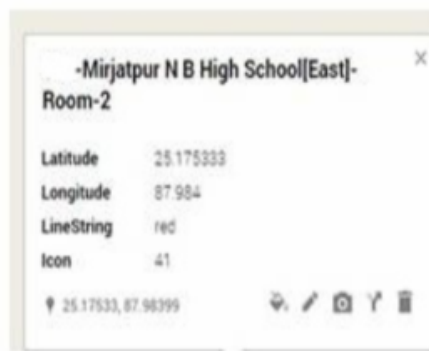 -Mirjatpur N B High School[East]-
Room-2
Latitude 25.175333
Longitude 87.984
LineString red
Icon 41
25.17533, 87.98399